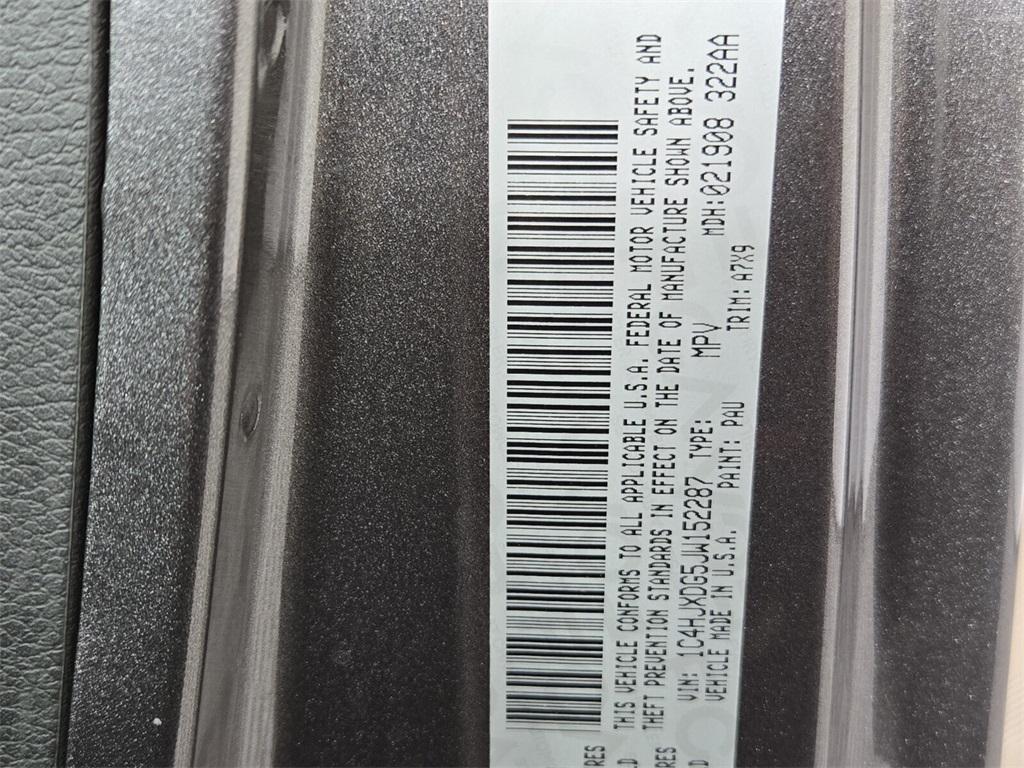 THIS VEHICLE CONFORMS TO ALL APPLICABLE U.S.A. FEDERAL MOTOR VEHICLE SAFETY AND
THEFT PREVENTION STANDARDS IN EFFECT ON THE DATE OF MANUFACTURE SHOWN ABOVE.
VIN: 1C4HJXDG5JW152287 TYPE: MPV MDH:021908 322AA
VEHICLE MADE IN U.S.A. PAINT: PAU TRIM: A7X9